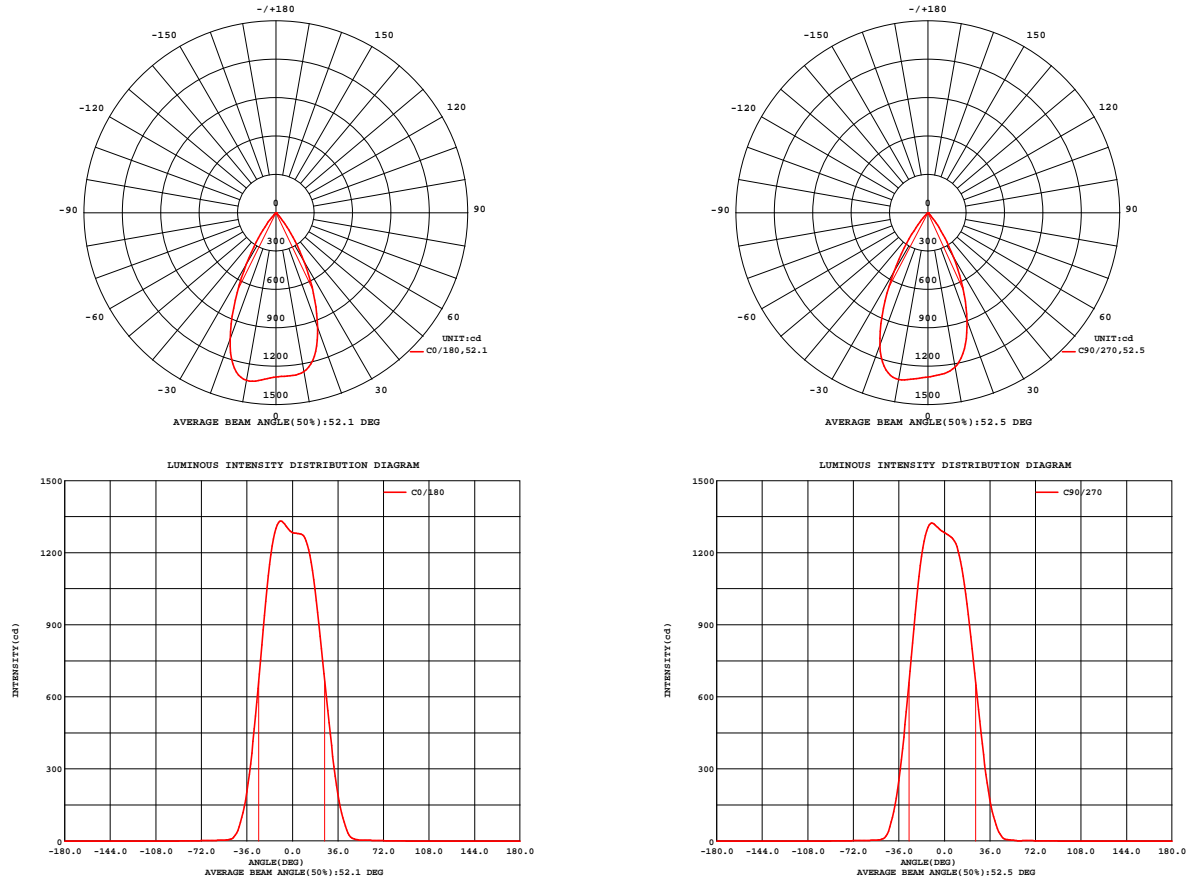 -/+180
-150
150
-120
120
-90
90
0
300
600
900
1200
1500
-60
60
UNIT:cd
C0/180,52.1
-30
30
0
AVERAGE BEAM ANGLE(50%):52.1 DEG
-/+180
-150
150
-120
120
-90
90
0
300
600
900
1200
1500
-60
60
UNIT:cd
C90/270,52.5
-30
30
0
AVERAGE BEAM ANGLE(50%):52.5 DEG
LUMINOUS INTENSITY DISTRIBUTION DIAGRAM
C0/180
1500
1200
900
600
300
0
INTENSITY(cd)
-180.0 -144.0 -108.0 -72.0 -36.0 0.0 36.0 72.0 108.0 144.0 180.0
ANGLE(DEG)
AVERAGE BEAM ANGLE(50%):52.1 DEG
LUMINOUS INTENSITY DISTRIBUTION DIAGRAM
C90/270
1500
1200
900
600
300
0
INTENSITY(cd)
-180.0 -144.0 -108.0 -72.0 -36.0 0.0 36.0 72.0 108.0 144.0 180.0
ANGLE(DEG)
AVERAGE BEAM ANGLE(50%):52.5 DEG